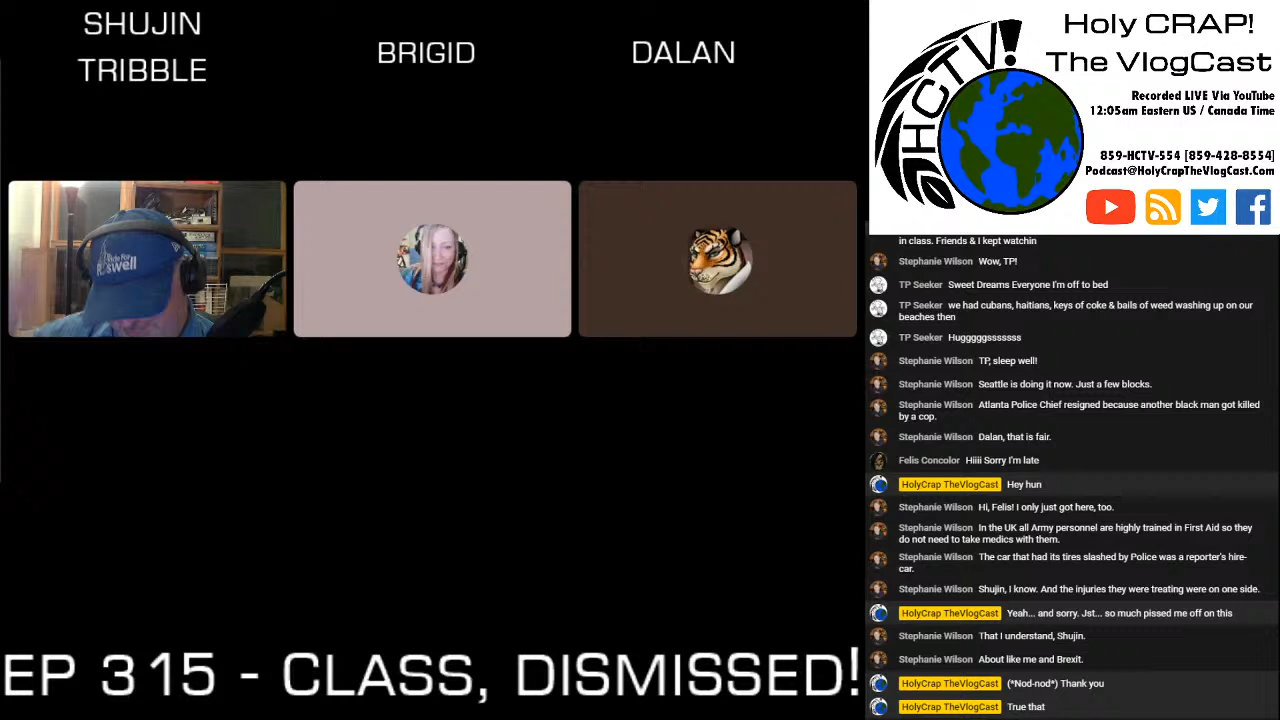 SHUJIN
TRIBBLE
BRIGID
DALAN
HCTV!
Holy CRAP!
The VlogCast
Recorded LIVE Via YouTube
12:05am Eastern US / Canada Time
859-HCTV-554 [859-428-8554]
Podcast@HolyCrapTheVlogCast.Com
in class. Friends & I kept watchin
Stephanie Wilson Wow, TP!
TP Seeker Sweet Dreams Everyone I'm off to bed
TP Seeker we had cubans, haitians, keys of coke & bails of weed washing up on our
beaches then
TP Seeker Hugggggsssssss
Stephanie Wilson TP, sleep well!
Stephanie Wilson Seattle is doing it now. Just a few blocks.
Stephanie Wilson Atlanta Police Chief resigned because another black man got killed
by a cop.
Stephanie Wilson Dalan, that is fair.
Felis Concolor Hiiii Sorry I'm late
HolyCrap TheVlogCast Hey hun
Stephanie Wilson Hi, Felis! I only just got here, too.
Stephanie Wilson In the UK all Army personnel are highly trained in First Aid so they
do not need to take medics with them.
Stephanie Wilson The car that had its tires slashed by Police was a reporter's hire-
car.
Stephanie Wilson Shujin, I know. And the injuries they were treating were on one side.
HolyCrap TheVlogCast Yeah... and sorry. Jst... so much pissed me off on this
Stephanie Wilson That I understand, Shujin.
Stephanie Wilson About like me and Brexit.
HolyCrap TheVlogCast (*Nod-nod*) Thank you
HolyCrap TheVlogCast True that
EP 315 - CLASS, DISMISSED!